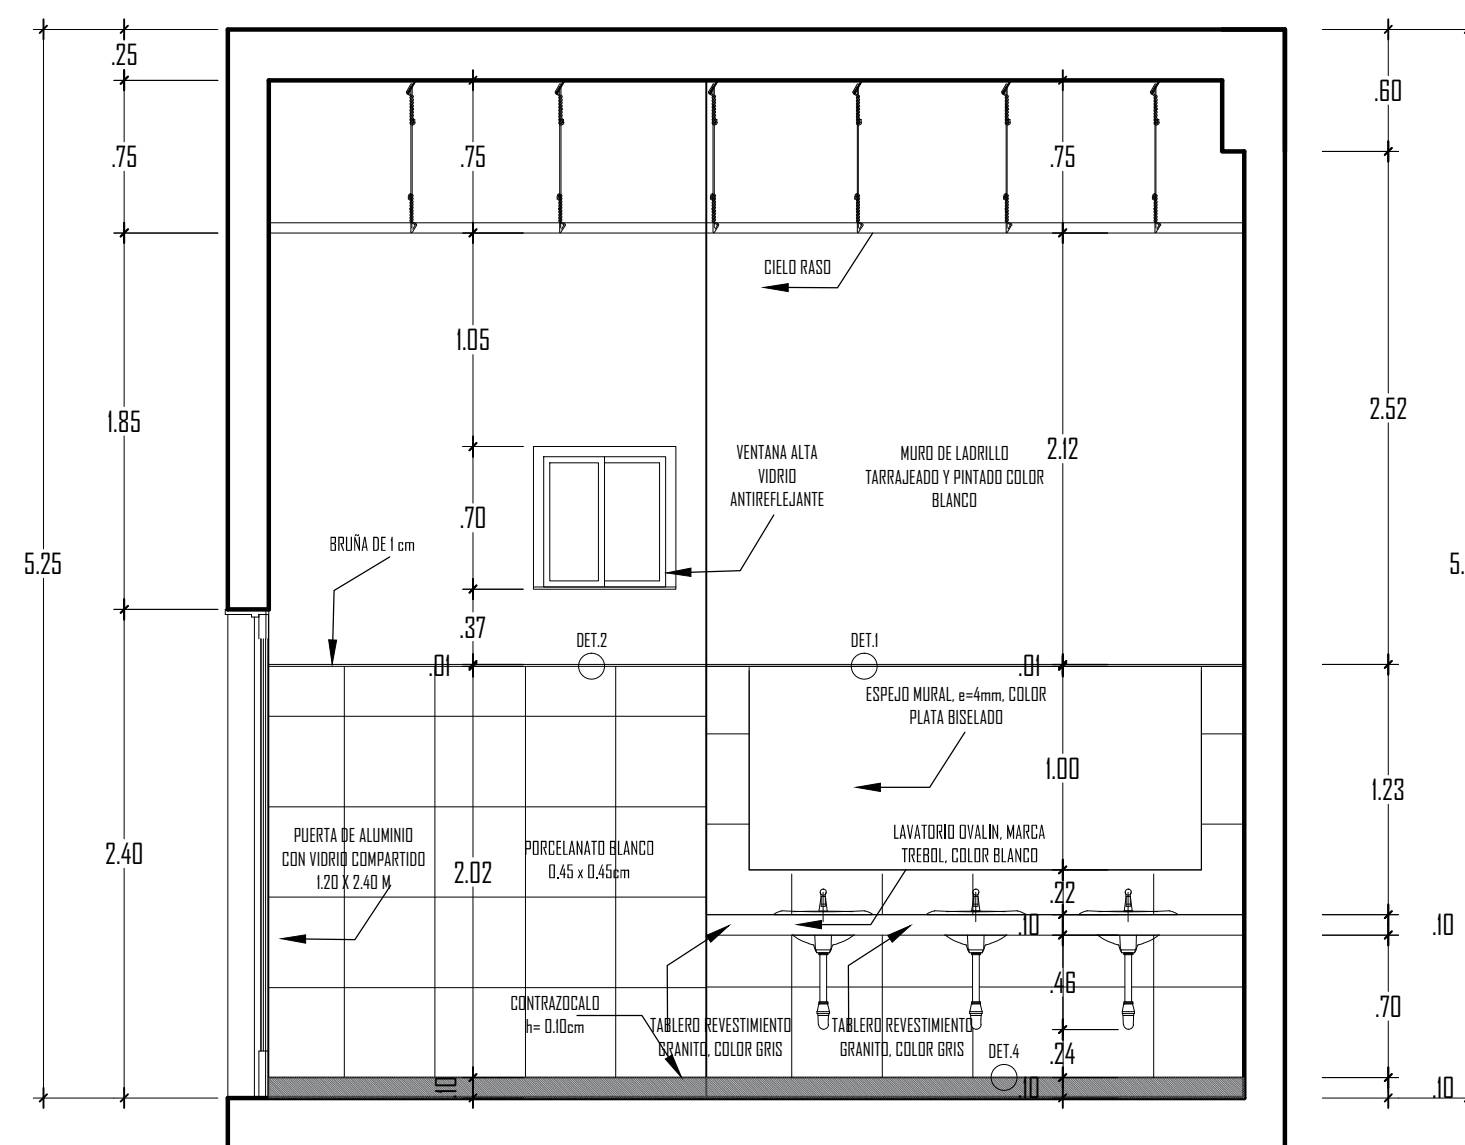 .25
.60
.75
.75
.75
CIELO RASO
1.05
1.85
2.52
VENTANA ALTA
VIDRIO
ANTIREFLEJANTE
MURO DE LADRILLO
TARRAJEADO Y PINTADO COLOR
BLANCO
2.12
.70
BRUÑA DE 1 cm
5.25
5.
.37
DET.2
DET.1
.01
.01
ESPEJO MURAL, e=4mm, COLOR
PLATA BISELADO
1.00
1.23
PUERTA DE ALUMINIO
CON VIDRIO COMPARTIDO
1.20 X 2.40 M
2.40
PORCELANATO BLANCO
0.45 x 0.45cm
2.02
LAVATORIO OVALIN, MARCA
TREBOL, COLOR BLANCO
.22
.10
.10
.46
.70
CONTRAZOCALO
h= 0.10cm
TABLERO REVESTIMIENTO
GRANITO, COLOR GRIS
TABLERO REVESTIMIENTO
GRANITO, COLOR GRIS
DET.4
.24
.10
.10
.10